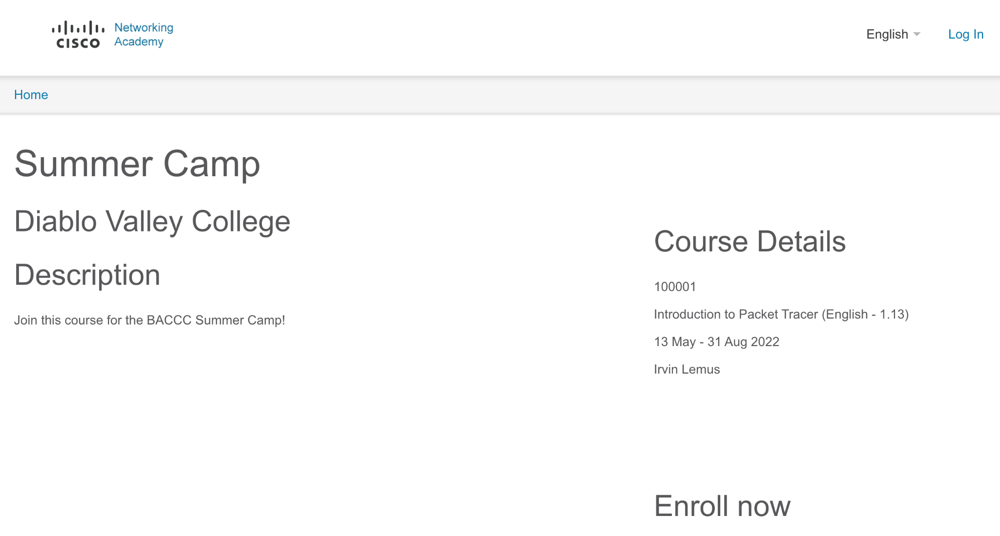 CISCO
Networking
Academy
English
Log In
Home
Summer Camp
Diablo Valley College
Description
Join this course for the BACCC Summer Camp!
Course Details
100001
Introduction to Packet Tracer (English - 1.13)
13 May - 31 Aug 2022
Irvin Lemus
Enroll now